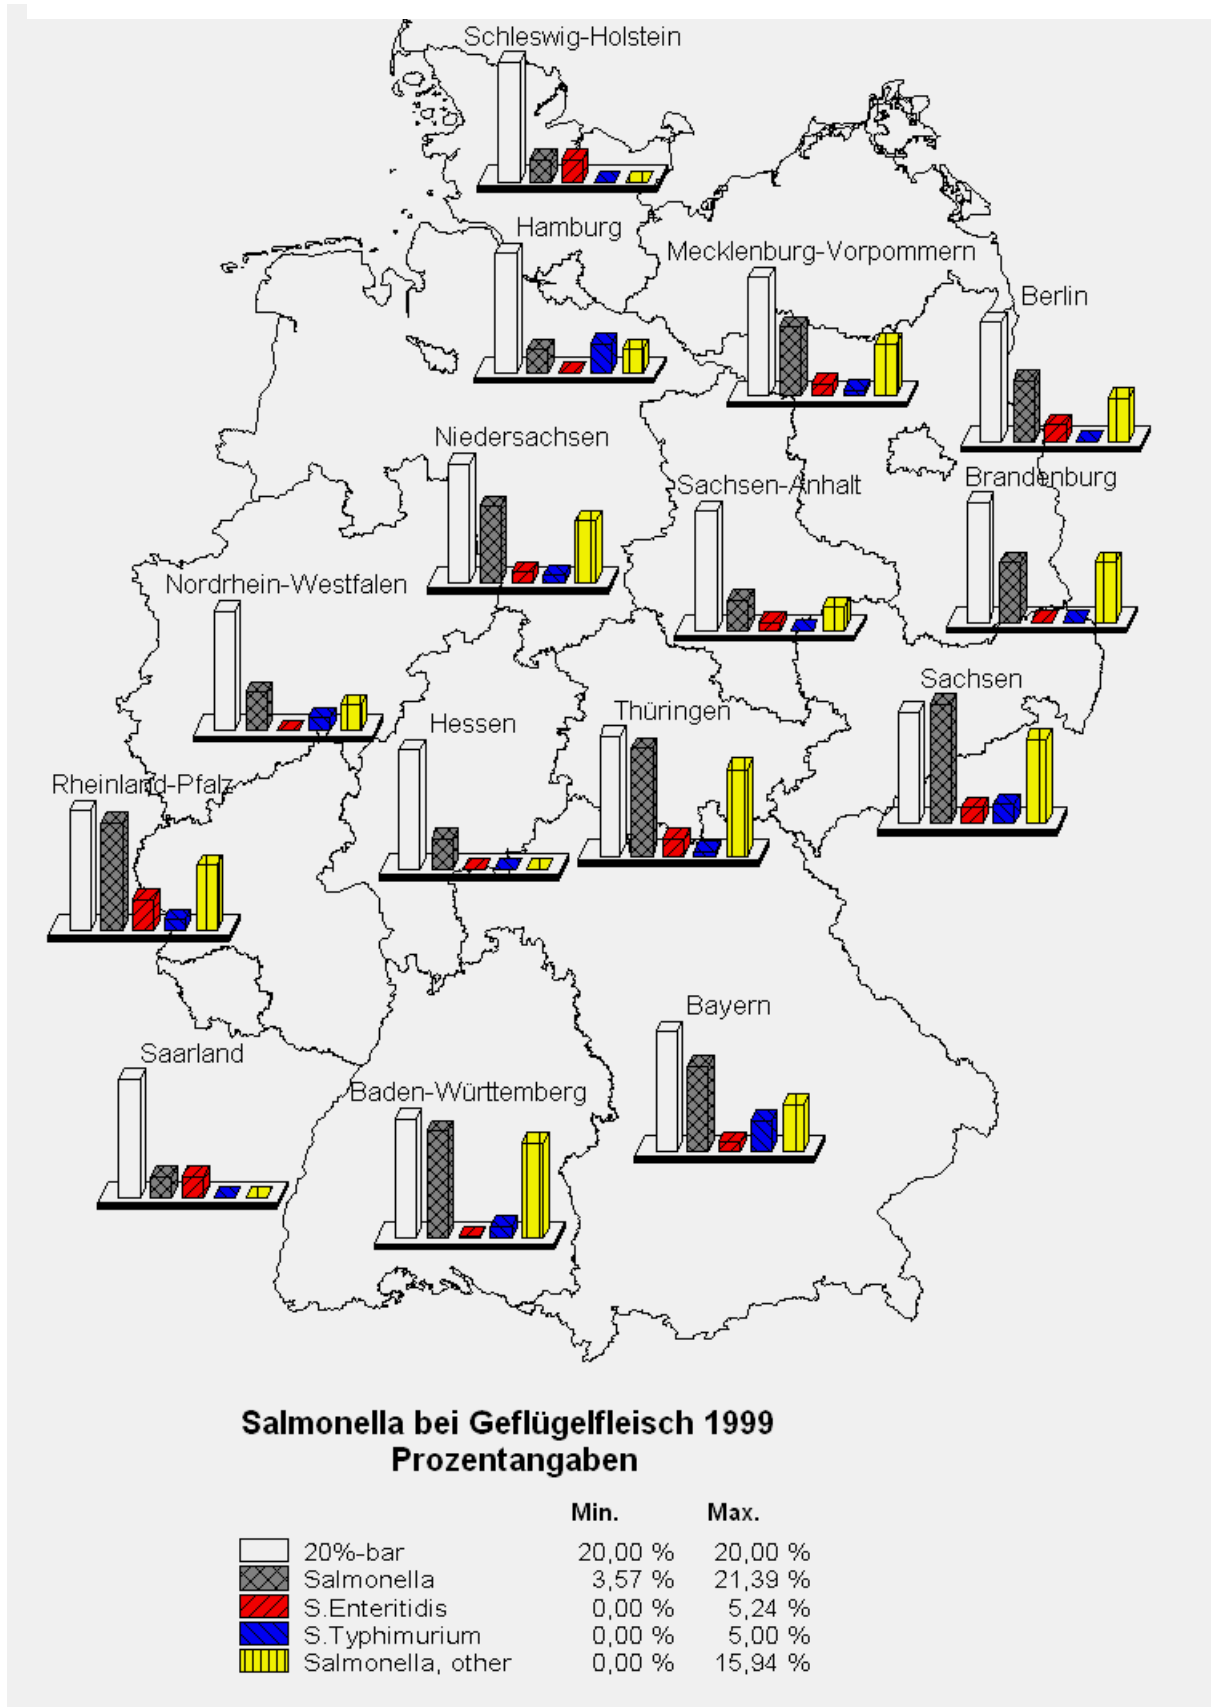 Schleswig-Holstein
Hamburg
Mecklenburg-Vorpommern
Berlin
Niedersachsen
Sachsen-Anhalt
Brandenburg
Nordrhein-Westfalen
Sachsen
Hessen
Thüringen
Rheinland-Pfalz
Bayern
Saarland
Baden-Württemberg
Salmonella bei Geflügelfleisch 1999
Prozentangaben
Min. Max.
20%-bar 20,00 % 20,00 %
Salmonella 3,57 % 21,39 %
S.Enteritidis 0,00 % 5,24 %
S.Typhimurium 0,00 % 5,00 %
Salmonella, other 0,00 % 15,94 %